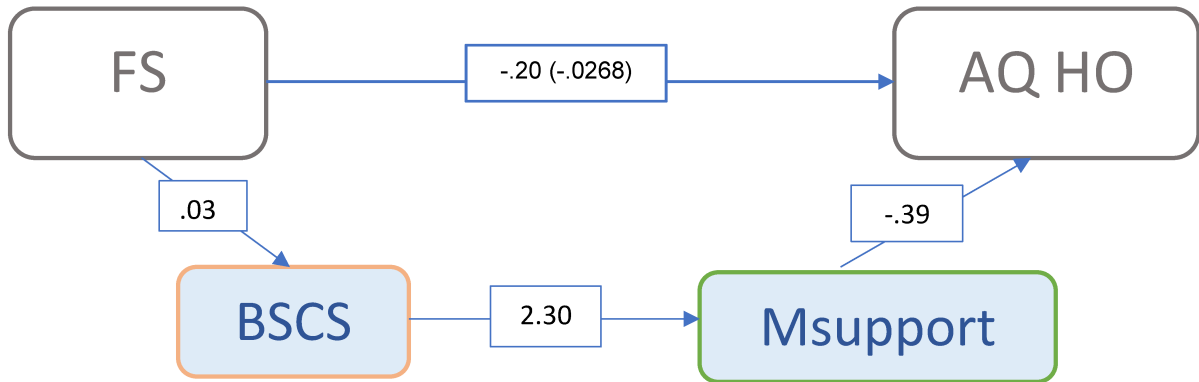 FS
-.20 (-.0268)
AQ HO
.03
-.39
BSCS
2.30
Msupport